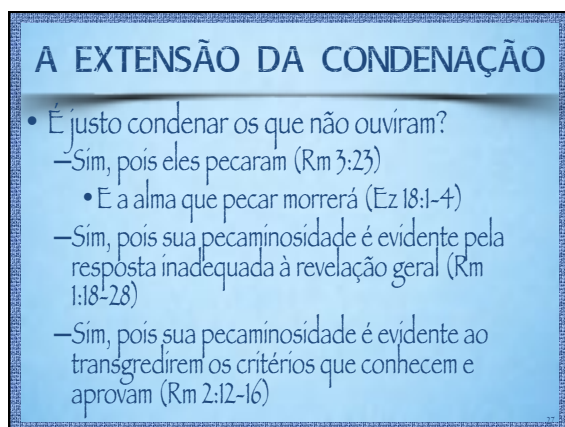 A EXTENSÃO DA CONDENAÇÃO
• É justo condenar os que não ouviram?
–Sim, pois eles pecaram (Rm 3:23)
• E a alma que pecar morrerá (Ez 18:1-4)
–Sim, pois sua pecaminosidade é evidente pela
resposta inadequada à revelação geral (Rm
1:18-28)
–Sim, pois sua pecaminosidade é evidente ao
transgredirem os critérios que conhecem e
aprovam (Rm 2:12-16)
27